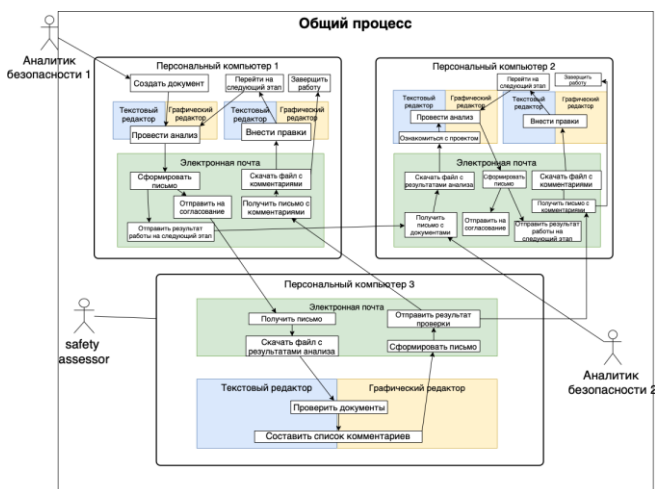 Общий процесс
Аналитик
безопасности 1
Персональный компьютер 1
Создать документ
Перейти на
следующий этап
Завершить
работу
Текстовый
редактор
Графический
редактор
Текстовый
редактор
Графический
редактор
Провести анализ
Внести правки
Электронная почта
Сформировать
письмо
Скачать файл с
комментариями
Отправить на
согласование
Получить письмо с
комментариями
Отправить результат
работы на следующий этап
Персональный компьютер 2
Перейти на
следующий этап
Завершить
работу
Текстовый
редактор
Графический
редактор
Текстовый
редактор
Графический
редактор
Провести анализ
Внести правки
Ознакомиться с проектом
Электронная почта
Скачать файл с
результатами анализа
Сформировать
письмо
Скачать файл с
комментариями
Получить письмо с
комментариями
Получить
письмо с
документами
Отправить на
согласование
Отправить результат
работы на следующий
этап
Персональный компьютер 3
Электронная почта
Получить письмо
Отправить результат
проверки
Скачать файл с
результатами анализа
Сформировать письмо
safety
assessor
Аналитик
безопасности 2
Текстовый редактор
Графический редактор
Проверить документы
Составить список комментариев